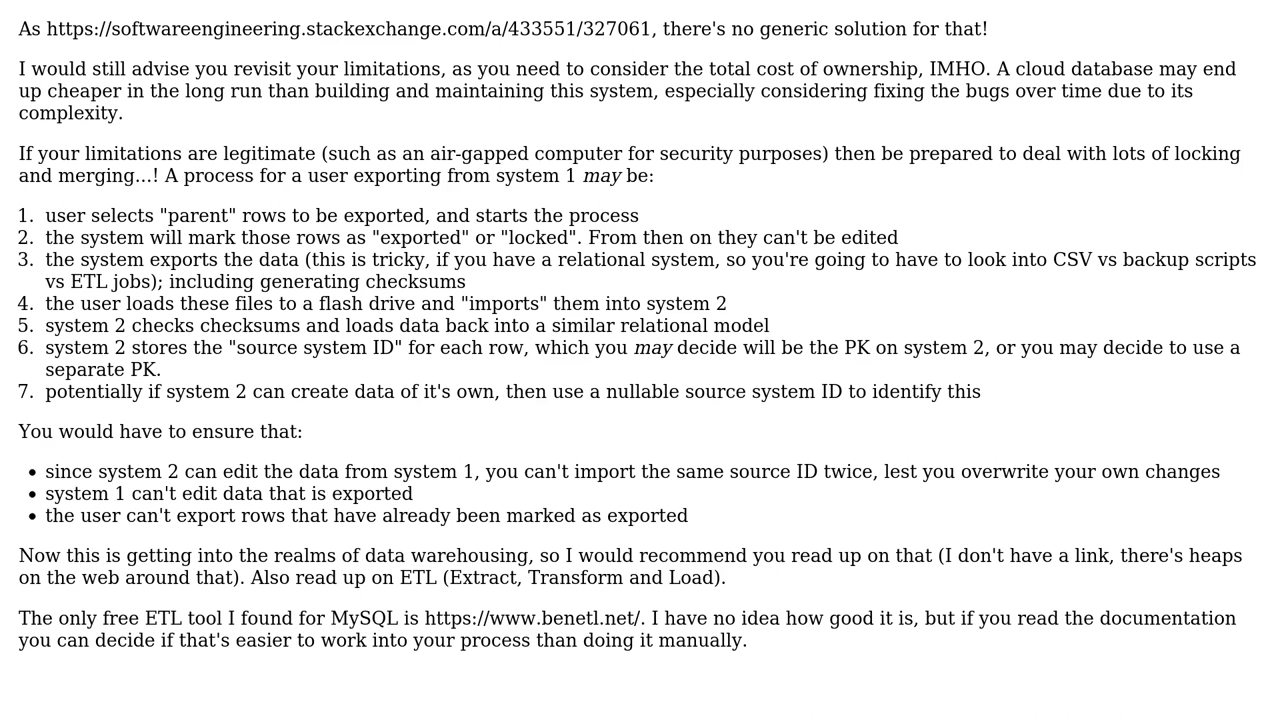 As https://softwareengineering.stackexchange.com/a/433551/327061, there's no generic solution for that!
I would still advise you revisit your limitations, as you need to consider the total cost of ownership, IMHO. A cloud database may end
up cheaper in the long run than building and maintaining this system, especially considering fixing the bugs over time due to its
complexity.
If your limitations are legitimate (such as an air-gapped computer for security purposes) then be prepared to deal with lots of locking
and merging...! A process for a user exporting from system 1 may be:
1. user selects "parent" rows to be exported, and starts the process
2. the system will mark those rows as "exported" or "locked". From then on they can't be edited
3. the system exports the data (this is tricky, if you have a relational system, so you're going to have to look into CSV vs backup scripts
vs ETL jobs); including generating checksums
4. the user loads these files to a flash drive and "imports" them into system 2
5. system 2 checks checksums and loads data back into a similar relational model
6. system 2 stores the "source system ID" for each row, which you may decide will be the PK on system 2, or you may decide to use a
separate PK.
7. potentially if system 2 can create data of it's own, then use a nullable source system ID to identify this
You would have to ensure that:
• since system 2 can edit the data from system 1, you can't import the same source ID twice, lest you overwrite your own changes
• system 1 can't edit data that is exported
• the user can't export rows that have already been marked as exported
Now this is getting into the realms of data warehousing, so I would recommend you read up on that (I don't have a link, there's heaps
on the web around that). Also read up on ETL (Extract, Transform and Load).
The only free ETL tool I found for MySQL is https://www.benetl.net/. I have no idea how good it is, but if you read the documentation
you can decide if that's easier to work into your process than doing it manually.